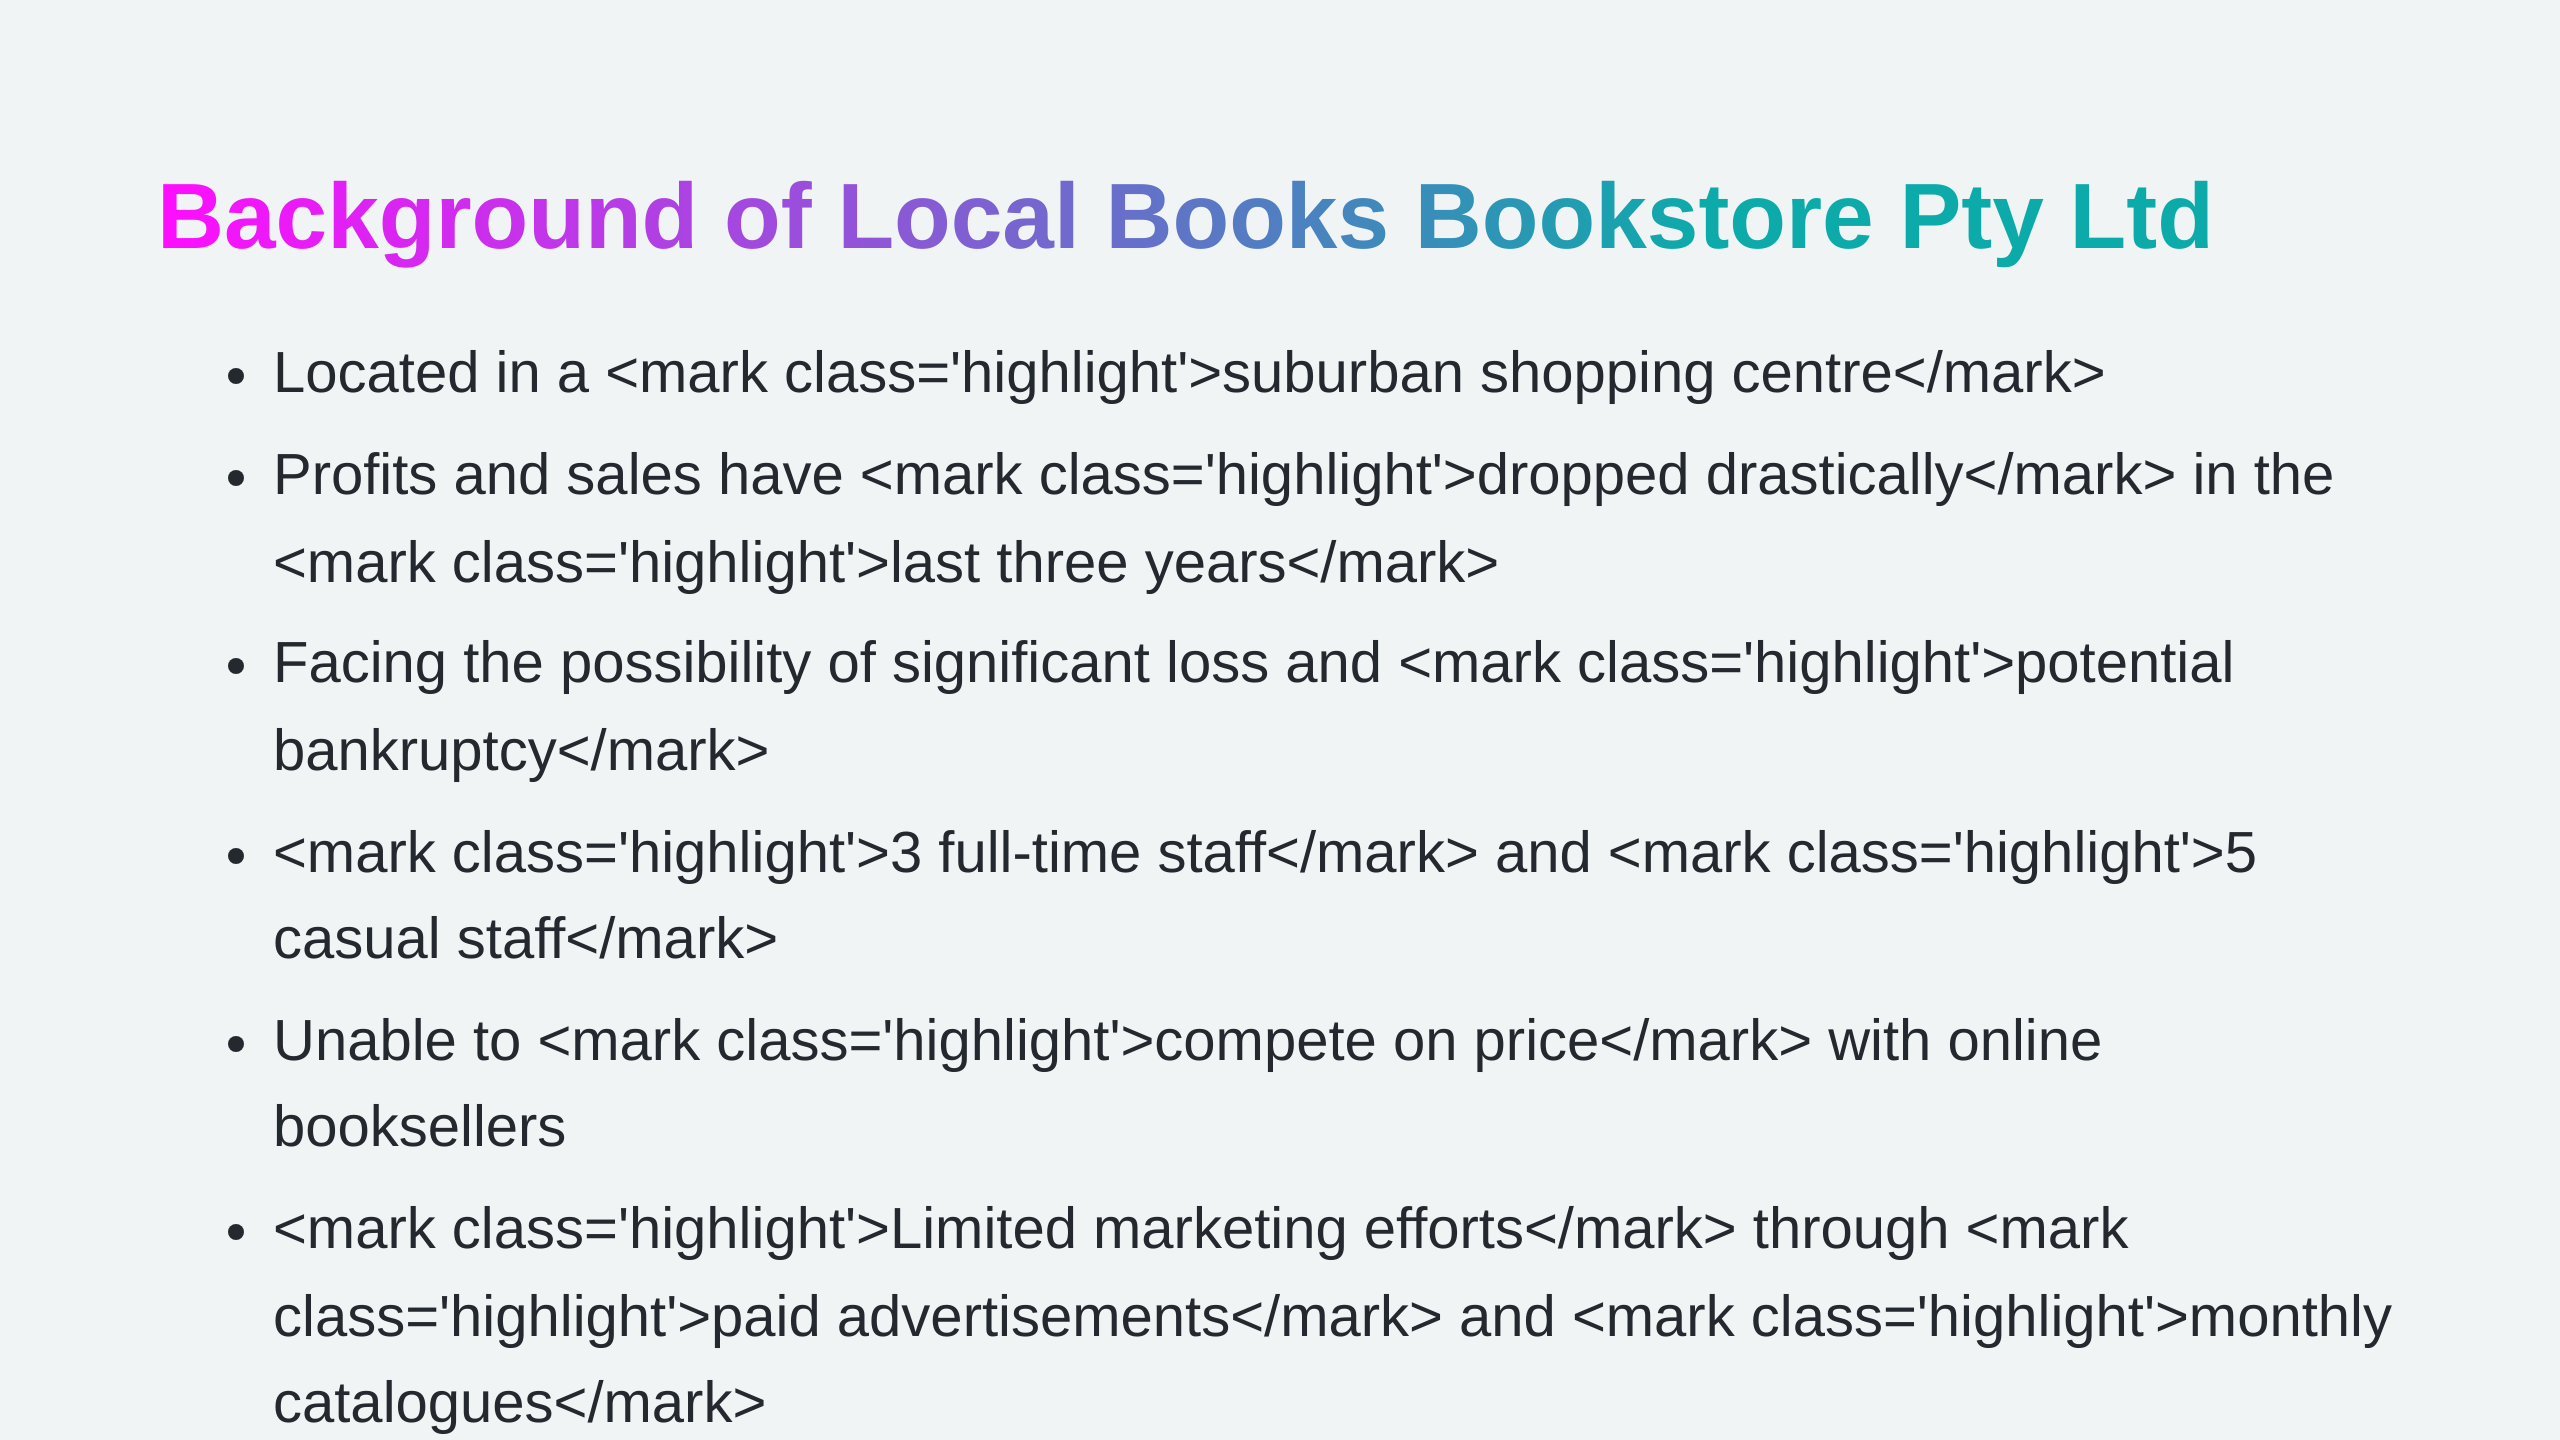 Background of Local Books Bookstore Pty Ltd
• Located in a <mark class='highlight'>suburban shopping centre</mark>
• Profits and sales have <mark class='highlight'>dropped drastically</mark> in the
<mark class='highlight'>last three years</mark>
• Facing the possibility of significant loss and <mark class='highlight'>potential
bankruptcy</mark>
• <mark class='highlight'>3 full-time staff</mark> and <mark class='highlight'>5
casual staff</mark>
• Unable to <mark class='highlight'>compete on price</mark> with online
booksellers
• <mark class='highlight'>Limited marketing efforts</mark> through <mark
class='highlight'>paid advertisements</mark> and <mark class='highlight'>monthly
catalogues</mark>